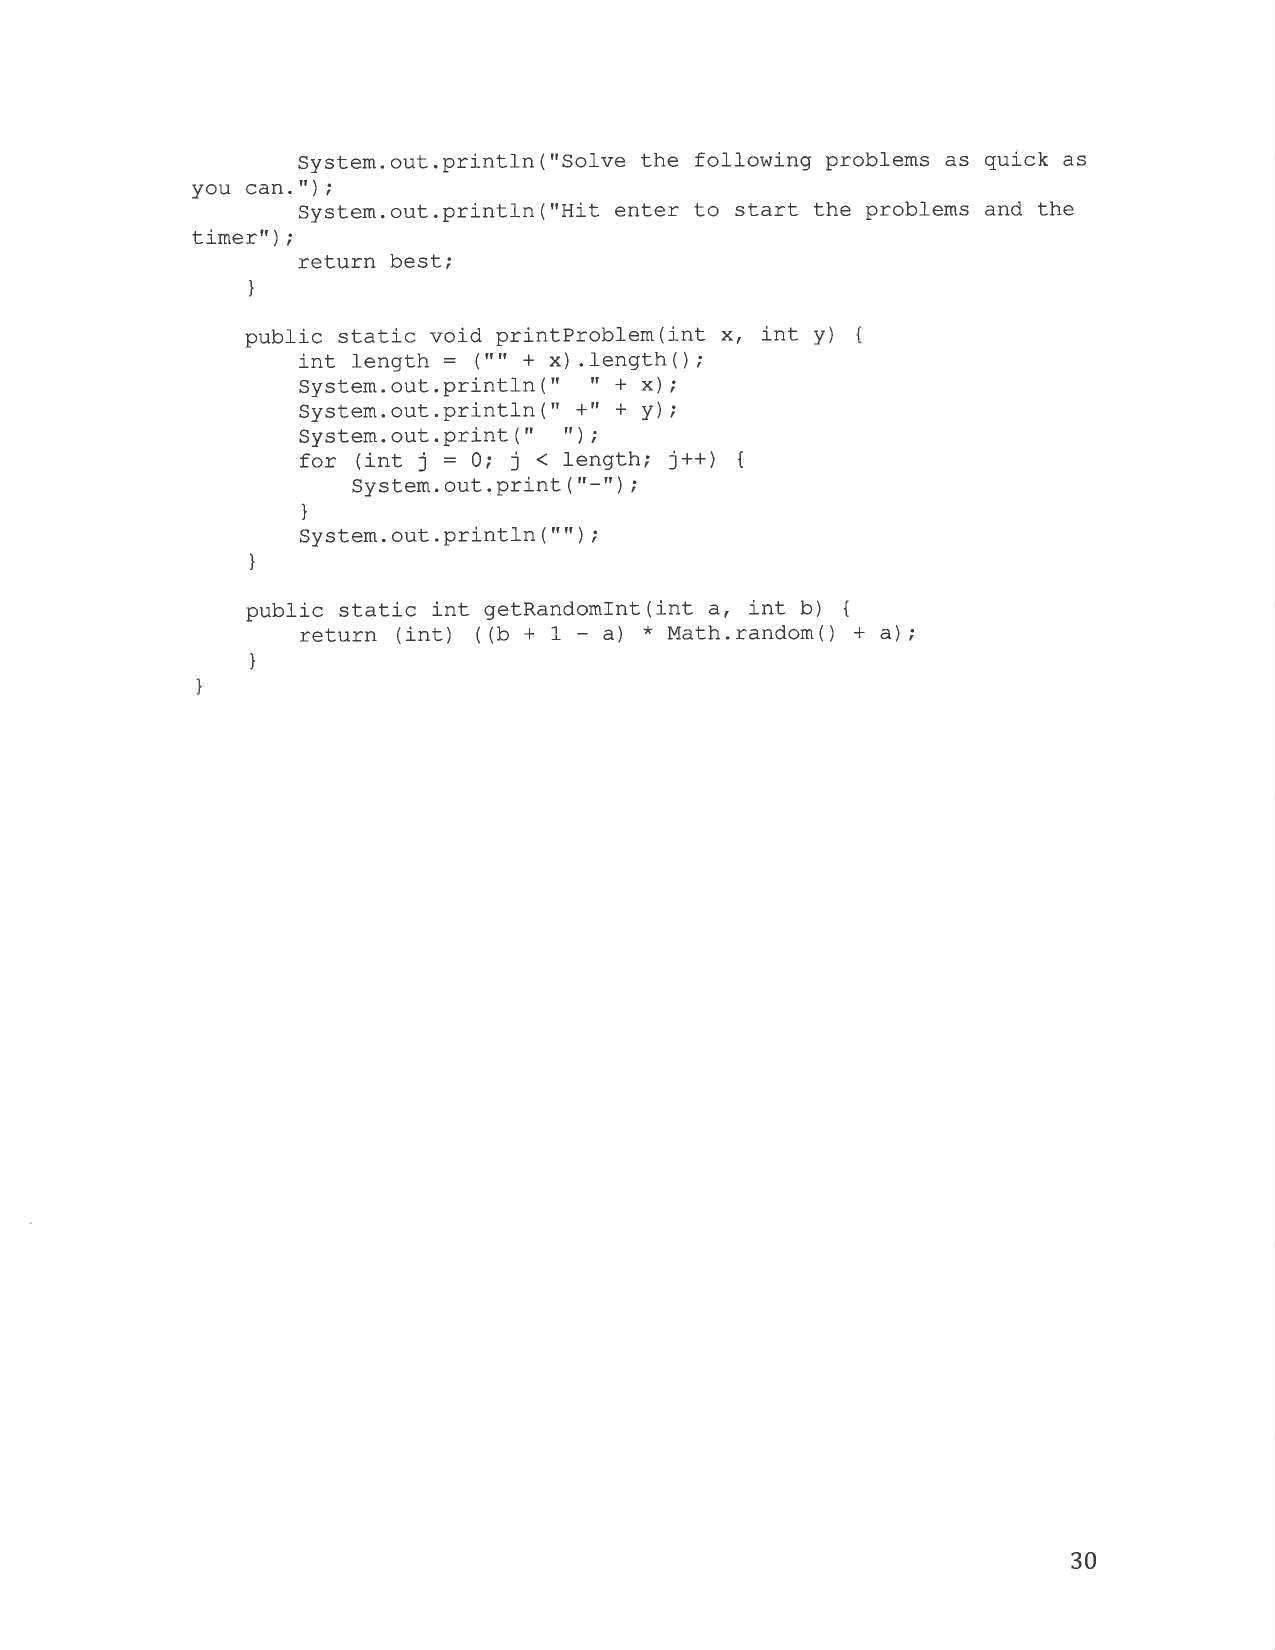 System.out.println("Solve the following problems as quick as
you can.");
System.out.println("Hit enter to start the problems and the
timer");
return best;
}
public static void printProblem(int x, int y) {
int length = ("" + x).length();
System.out.println("  " + x);
System.out.println(" +" + y);
System.out.print("  ");
for (int j = 0; j < length; j++) {
System.out.print("-");
}
System.out.println("");
}
public static int getRandomInt(int a, int b) {
return (int) ((b + 1 - a) * Math.random() + a);
}
}
30